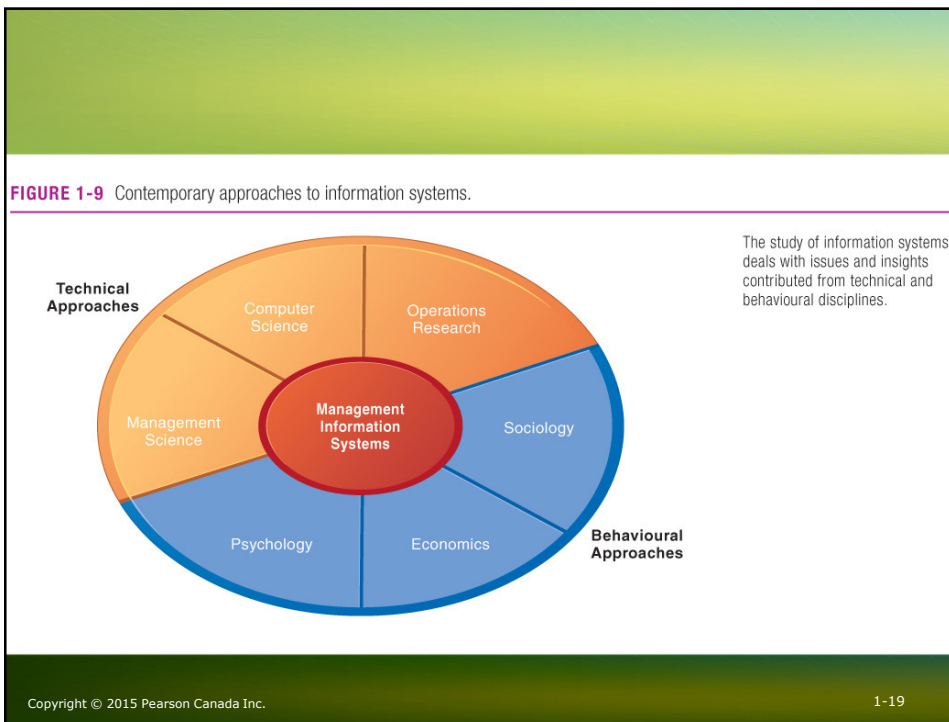 FIGURE 1-9 Contemporary approaches to information systems.
The study of information systems
deals with issues and insights
contributed from technical and
behavioural disciplines.
Technical
Approaches
Computer
Science
Operations
Research
Management
Science
Management
Information
Systems
Sociology
Psychology
Economics
Behavioural
Approaches
Copyright © 2015 Pearson Canada Inc.
1-19